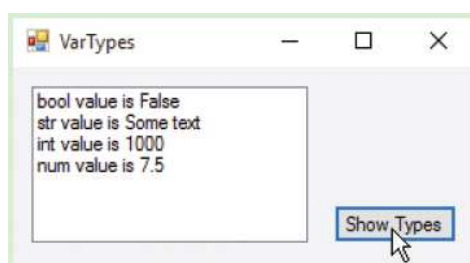 VarTypes
bool value is False
str value is Some text
int value is 1000
num value is 7.5
Show Types